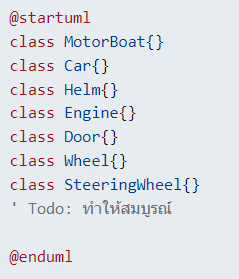 @startuml
class MotorBoat{}
class Car{}
class Helm{}
class Engine{}
class Door{}
class Wheel{}
class SteeringWheel{}
' Todo: ทำให้สมบูรณ์
@enduml